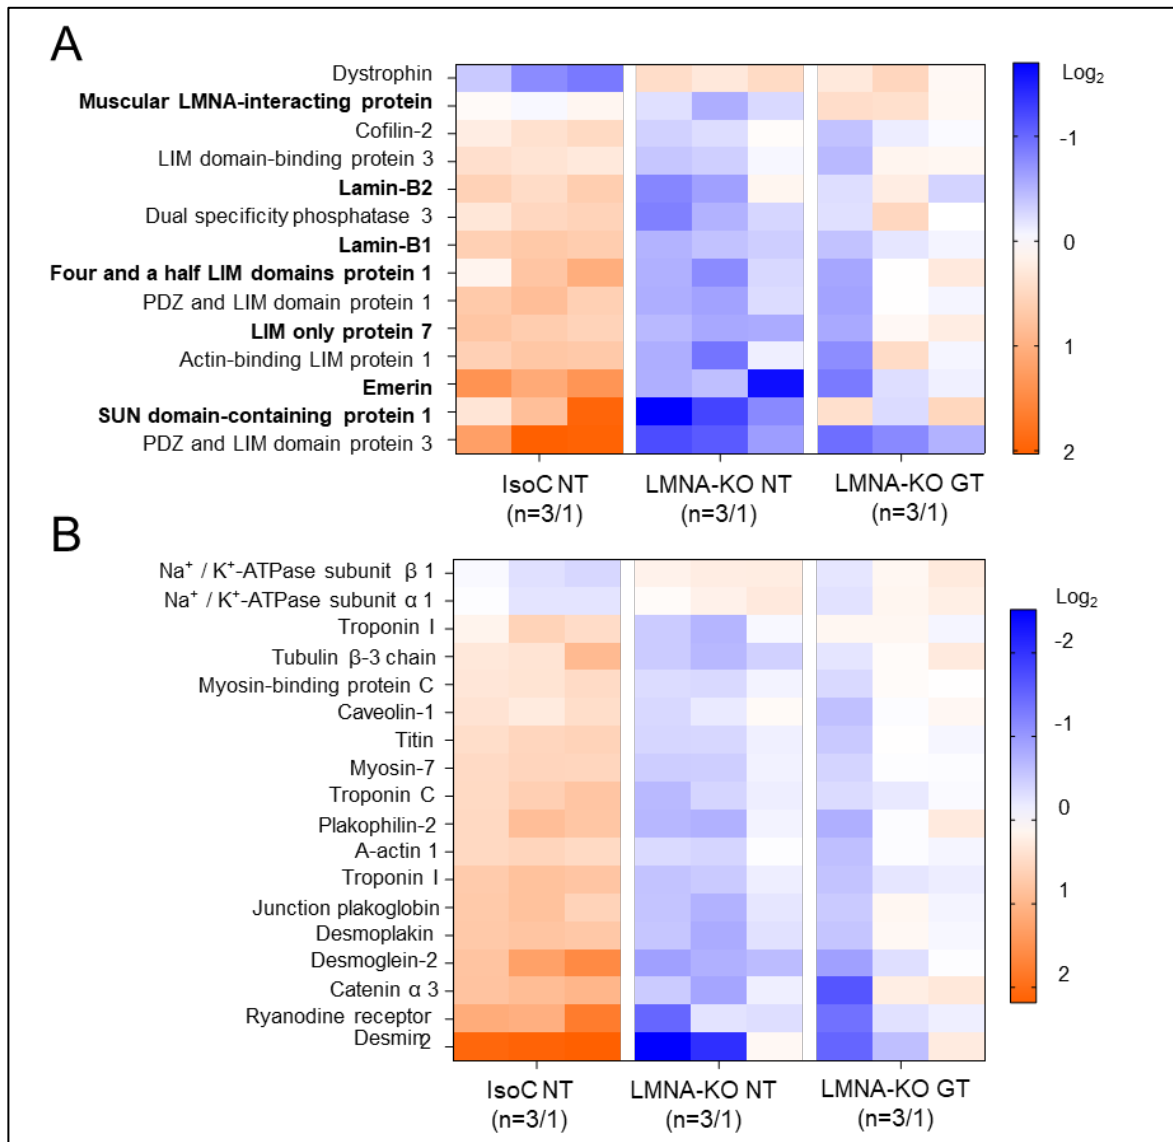 A
Dystrophin
Muscular LMNA-interacting protein
Cofilin-2
LIM domain-binding protein 3
Lamin-B2
Dual specificity phosphatase 3
Lamin-B1
Four and a half LIM domains protein 1
PDZ and LIM domain protein 1
LIM only protein 7
Actin-binding LIM protein 1
Emerin
SUN domain-containing protein 1
PDZ and LIM domain protein 3
Log₂
-1
0
1
2
IsoC NT
(n=3/1)
LMNA-KO NT
(n=3/1)
LMNA-KO GT
(n=3/1)
B
Na⁺ / K⁺-ATPase subunit β 1
Na⁺ / K⁺-ATPase subunit α 1
Troponin I
Tubulin β-3 chain
Myosin-binding protein C
Caveolin-1
Titin
Myosin-7
Troponin C
Plakophilin-2
A-actin 1
Troponin I
Junction plakoglobin
Desmoplakin
Desmoglein-2
Catenin α 3
Ryanodine receptor
Desmin 2
Log₂
-2
-1
0
1
2
IsoC NT
(n=3/1)
LMNA-KO NT
(n=3/1)
LMNA-KO GT
(n=3/1)